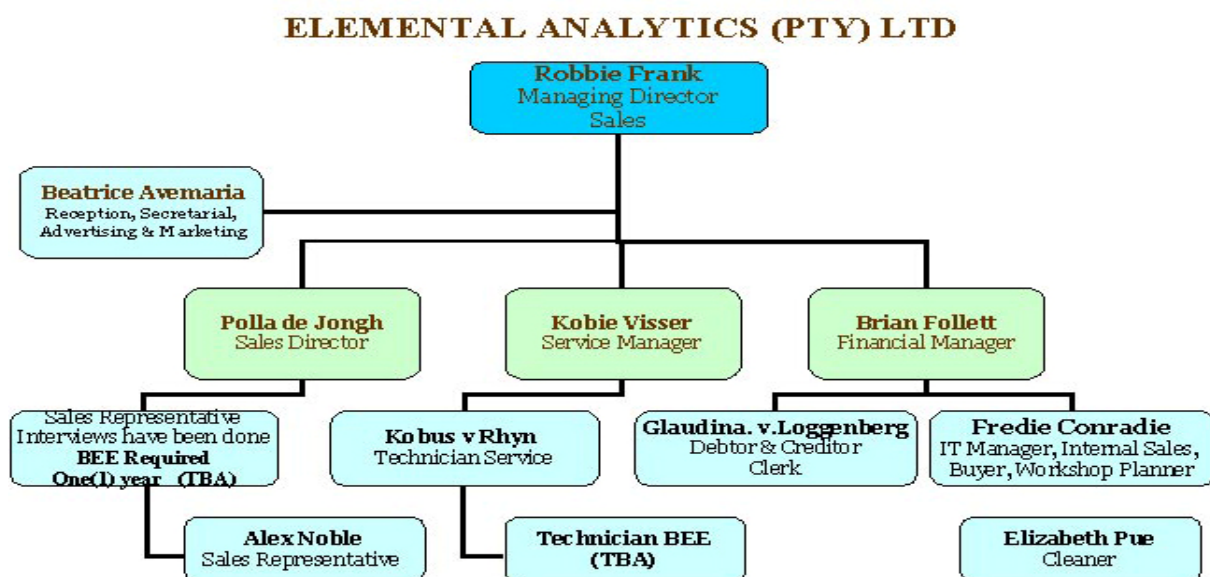 ELEMENTAL ANALYTICS (PTY) LTD
Robbie Frank
Managing Director
Sales
Beatrice Avemaria
Reception, Secretarial,
Advertising & Marketing
Polla de Jongh
Sales Director
Kobie Visser
Service Manager
Brian Follett
Financial Manager
Sales Representative
Interviews have been done
BEE Required
One(1) year (TBA)
Kobus v Rhyn
Technician Service
Glaudina. v.Loggenberg
Debtor & Creditor
Clerk
Fredie Conradie
IT Manager, Internal Sales,
Buyer, Workshop Planner
Alex Noble
Sales Representative
Technician BEE
(TBA)
Elizabeth Pue
Cleaner